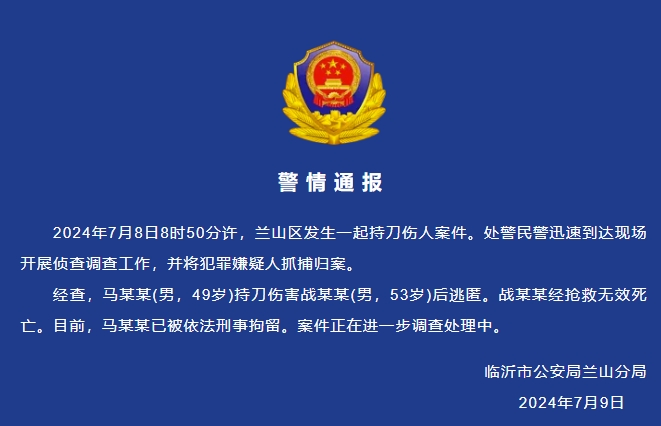 警情通报
2024年7月8日8时50分许，兰山区发生一起持刀伤人案件。处警民警迅速到达现场
开展侦查调查工作，并将犯罪嫌疑人抓捕归案。
经查，马某某(男，49岁)持刀伤害战某某(男，53岁)后逃匿。战某某经抢救无效死
亡。目前，马某某已被依法刑事拘留。案件正在进一步调查处理中。
临沂市公安局兰山分局
2024年7月9日